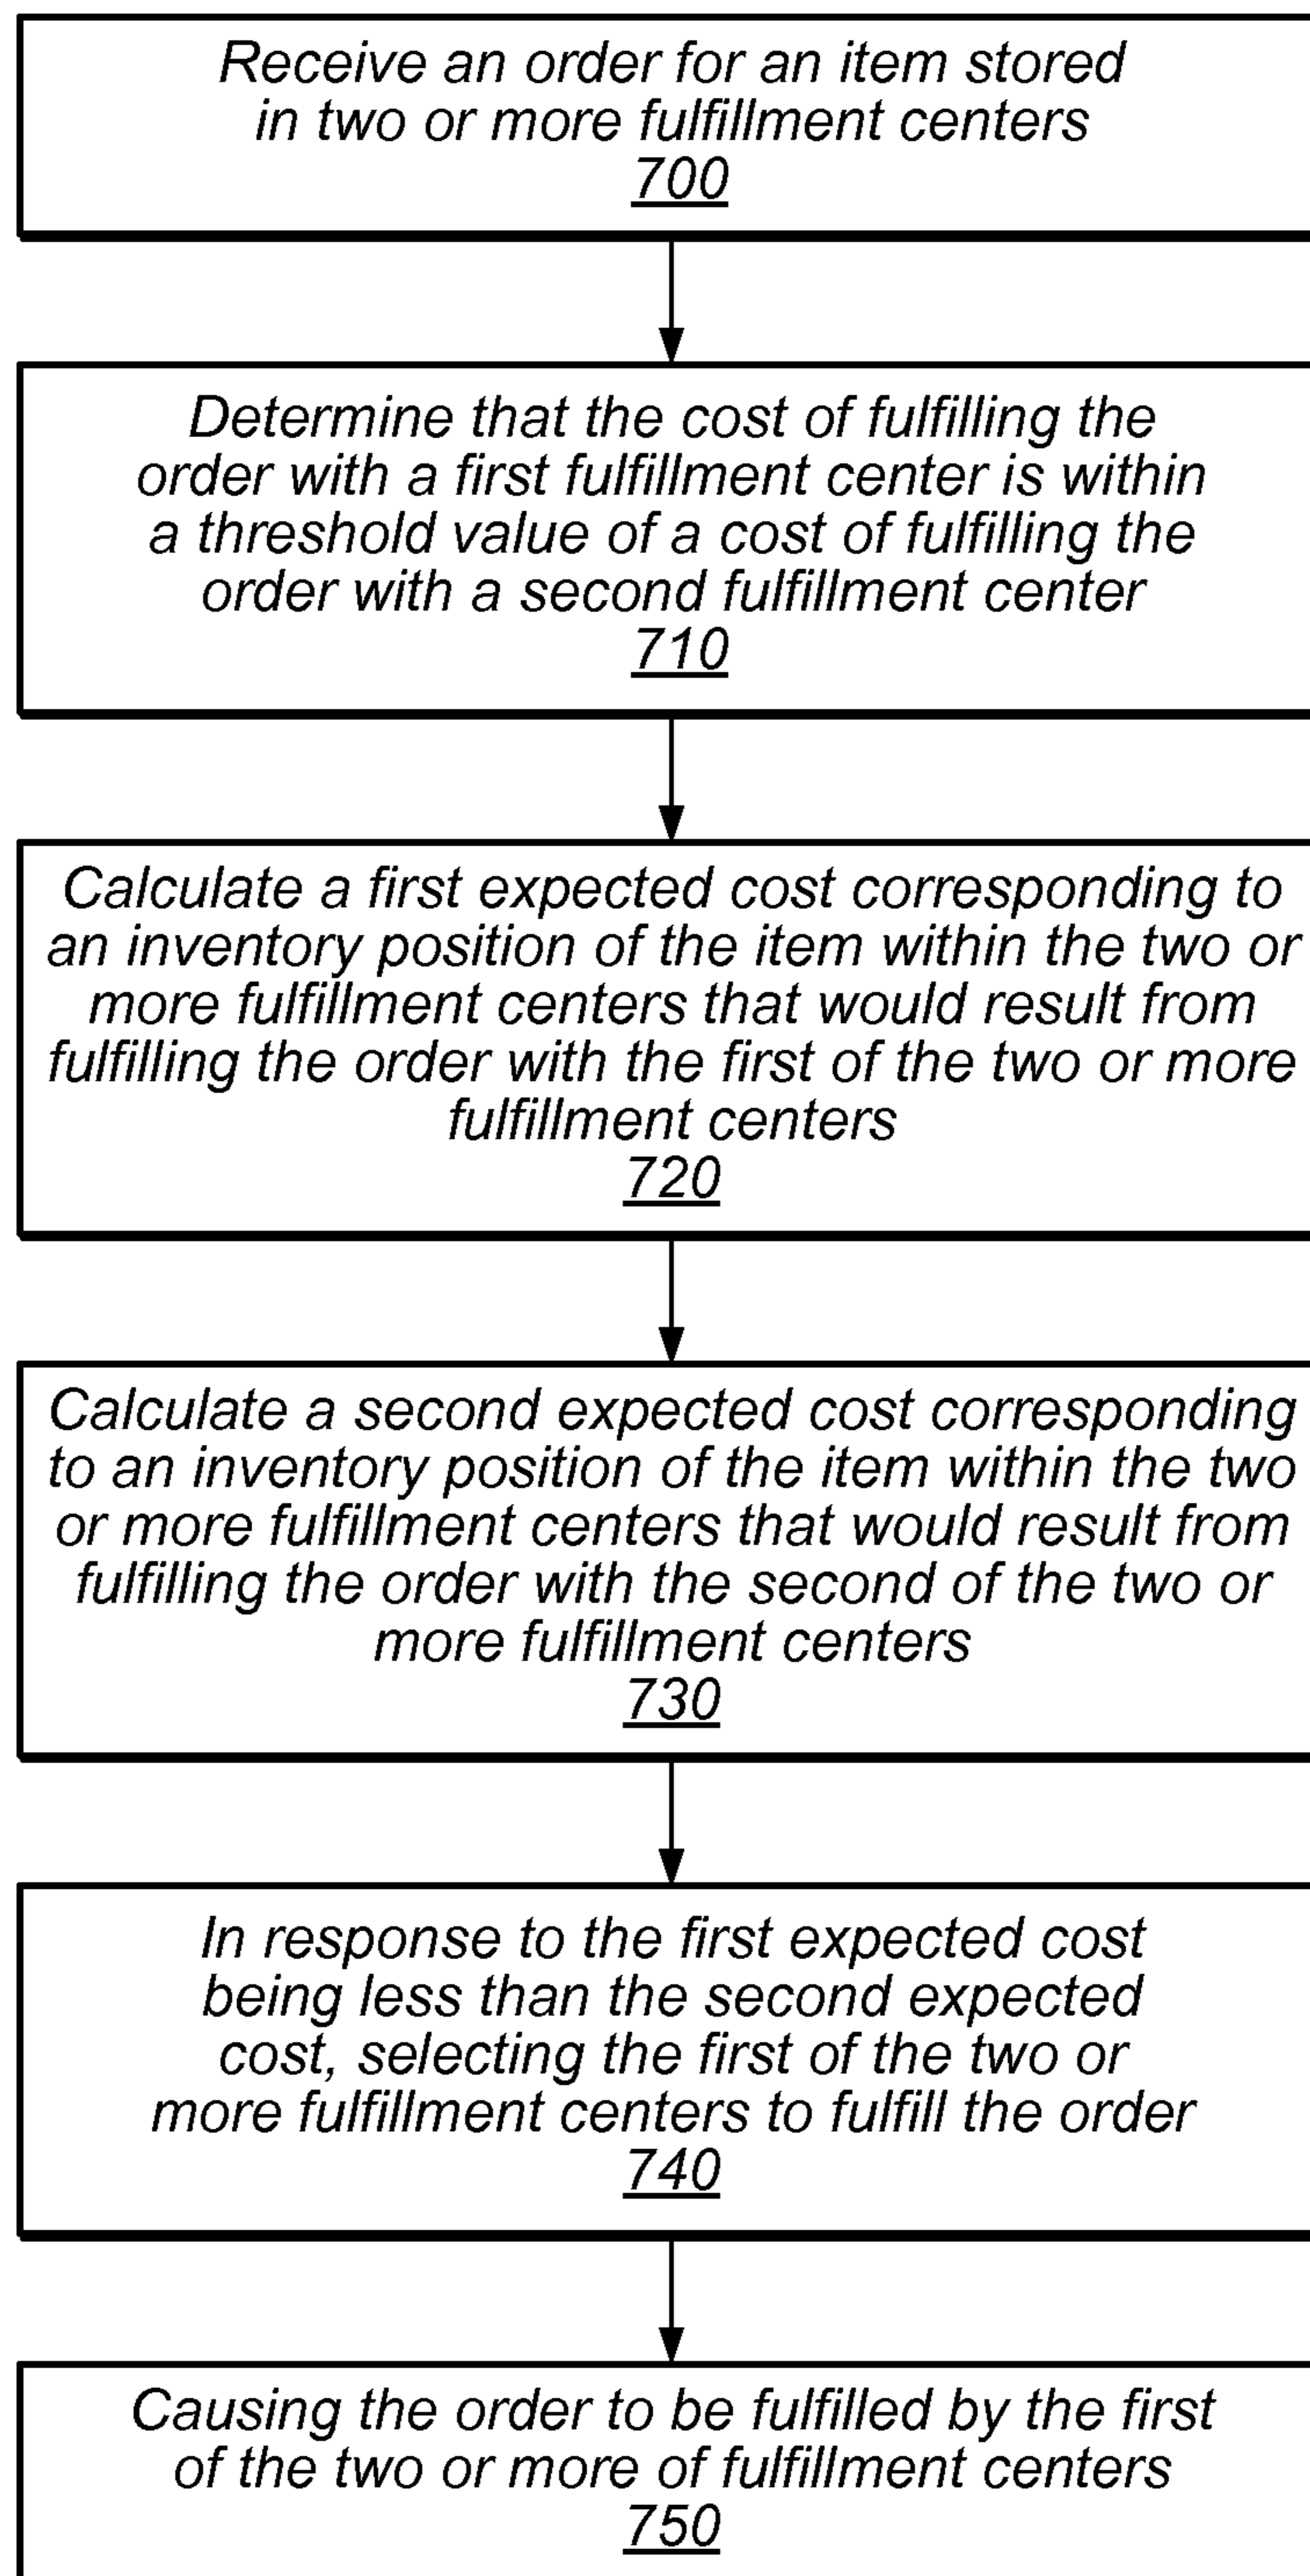 Receive an order for an item stored
in two or more fulfillment centers
700
Determine that the cost of fulfilling the
order with a first fulfillment center is within
a threshold value of a cost of fulfilling the
order with a second fulfillment center
710
Calculate a first expected cost corresponding to
an inventory position of the item within the two or
more fulfillment centers that would result from
fulfilling the order with the first of the two or more
fulfillment centers
720
Calculate a second expected cost corresponding
to an inventory position of the item within the two
or more fulfillment centers that would result from
fulfilling the order with the second of the two or
more fulfillment centers
730
In response to the first expected cost
being less than the second expected
cost, selecting the first of the two or
more fulfillment centers to fulfill the order
740
Causing the order to be fulfilled by the first
of the two or more of fulfillment centers
750